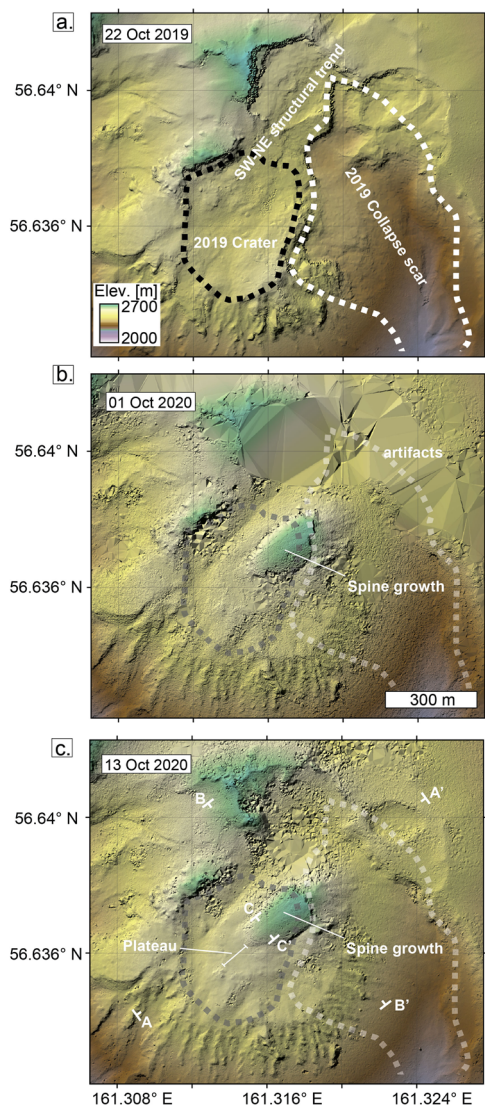 a.
22 Oct 2019
56.64° N
SW-NE structural trend
2019 Crater
2019 Collapse scar
56.636° N
Elev. [m]
2700
2000
b.
01 Oct 2020
56.64° N
artifacts
56.636° N
Spine growth
300 m
c.
13 Oct 2020
B
A'
56.64° N
C
C'
Plateau
Spine growth
56.636° N
A
B'
161.308° E
161.316° E
161.324° E